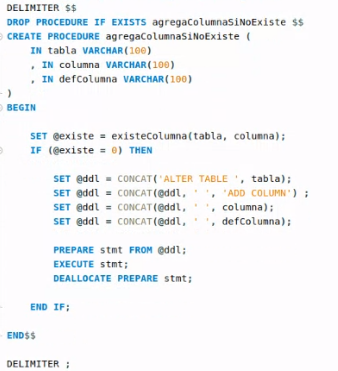 DELIMITER $$
DROP PROCEDURE IF EXISTS agregaColumnaSiNoExiste $$
CREATE PROCEDURE agregaColumnaSiNoExiste (
IN tabla VARCHAR(100)
, IN columna VARCHAR(100)
, IN defColumna VARCHAR(100)
)
BEGIN
SET @existe = existeColumna(tabla, columna);
IF (@existe = 0) THEN
SET @ddl = CONCAT('ALTER TABLE ', tabla);
SET @ddl = CONCAT(@ddl, ' ', 'ADD COLUMN') ;
SET @ddl = CONCAT(@ddl, ' ', columna);
SET @ddl = CONCAT(@ddl, ' ', defColumna);
PREPARE stmt FROM @ddl;
EXECUTE stmt;
DEALLOCATE PREPARE stmt;
END IF;
END$$
DELIMITER ;